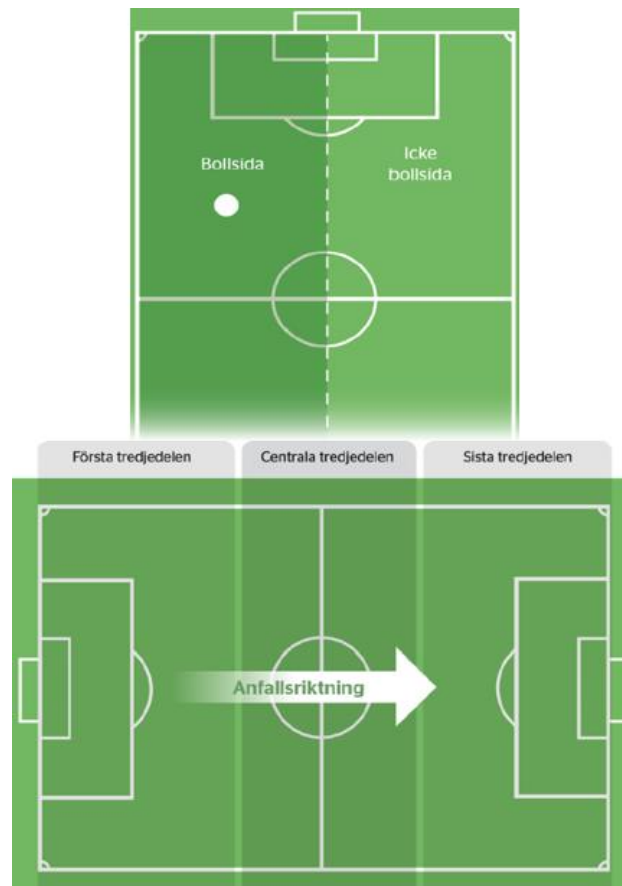 Bollsida
Icke
bollsida
Första tredjedelen
Centrala tredjedelen
Sista tredjedelen
Anfallsriktning